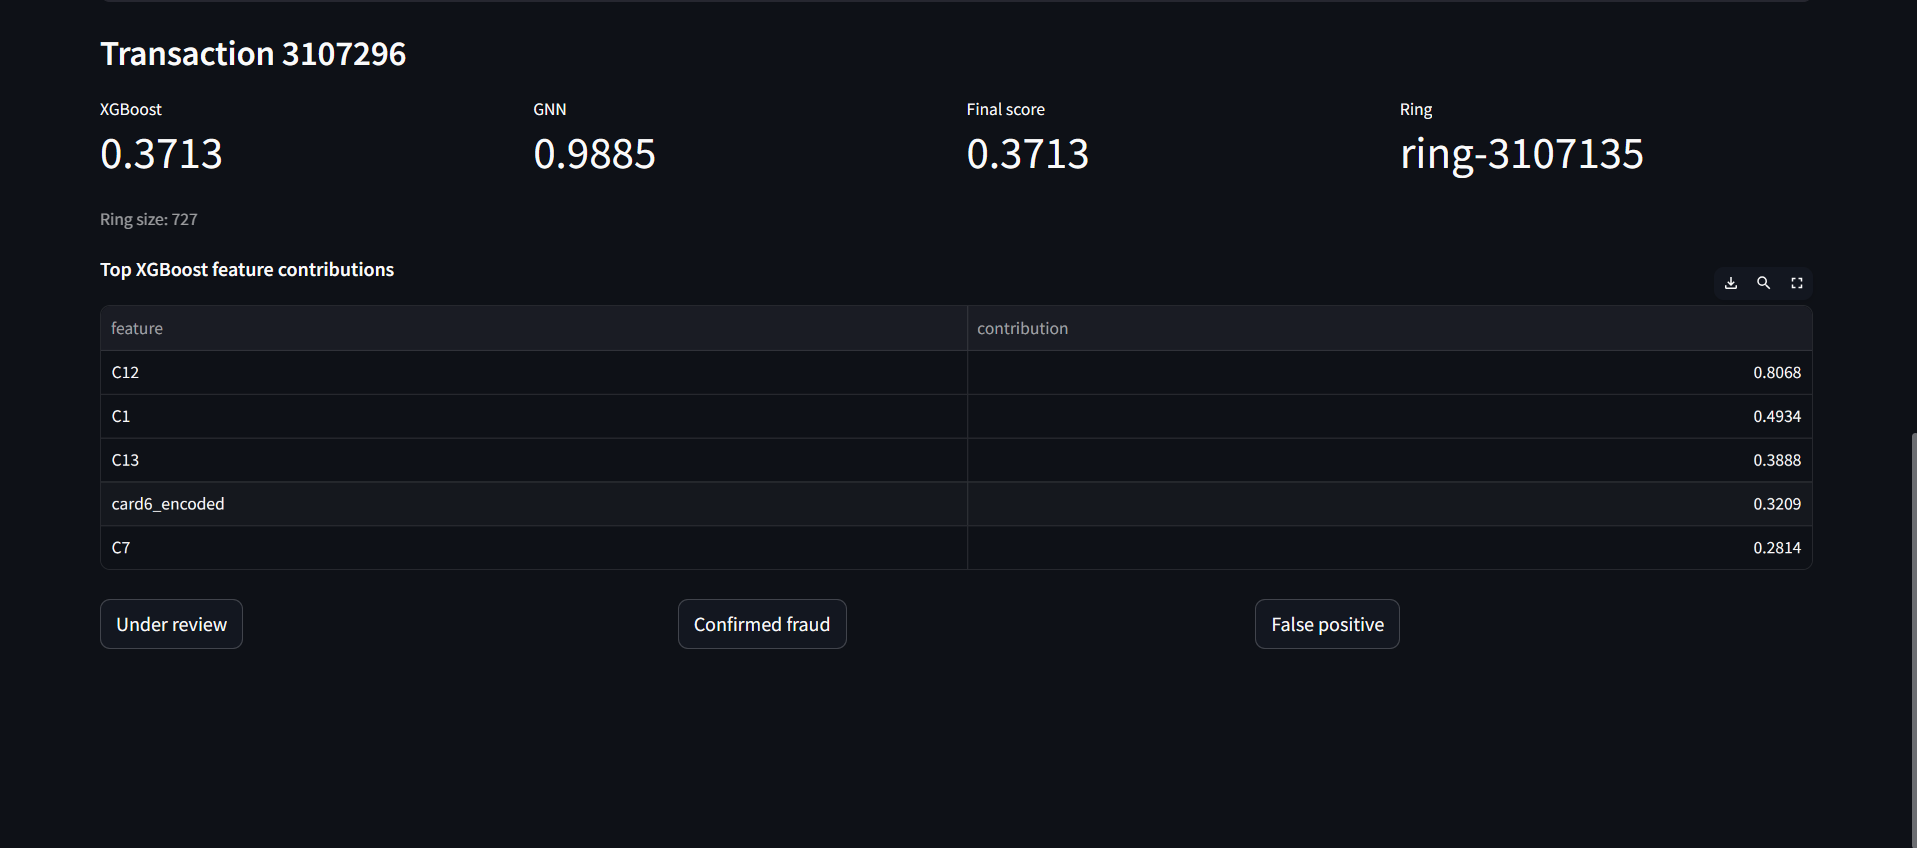 Transaction 3107296
XGBoost GNN Final score Ring
0.3713 0.9885 0.3713 ring-3107135
Ring size: 727
Top XGBoost feature contributions
feature contribution
C12 0.8068
C1 0.4934
C13 0.3888
card6_encoded 0.3209
C7 0.2814
Under review Confirmed fraud False positive